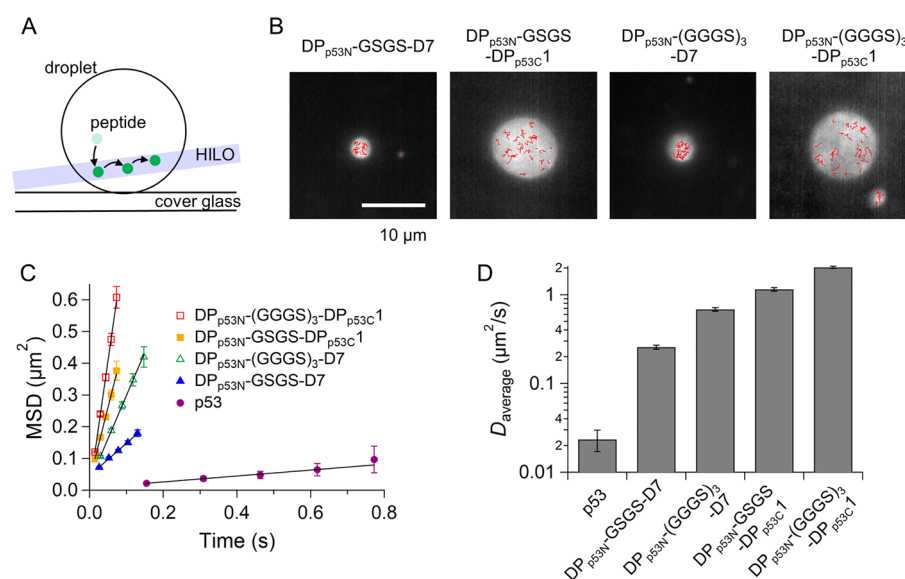 A
droplet
peptide
HILO
cover glass
B
DPp53N-GSGS-D7
DPp53N-GSGS
-DPp53C1
DPp53N-(GGGS)3
-D7
DPp53N-(GGGS)3
-DPp53C1
10 μm
C
MSD (μm²)
0.6
0.5
0.4
0.3
0.2
0.1
0.0
DPp53N-(GGGS)3-DPp53C1
DPp53N-GSGS-DPp53C1
DPp53N-(GGGS)3-D7
DPp53N-GSGS-D7
p53
0.0 0.2 0.4 0.6 0.8
Time (s)
D
Daverage (μm²/s)
2
1
2
0.1
2
0.01
p53
DPp53N-GSGS-D7
DPp53N-(GGGS)3
-D7
DPp53N-GSGS
-DPp53C1
DPp53N-(GGGS)3
-DPp53C1